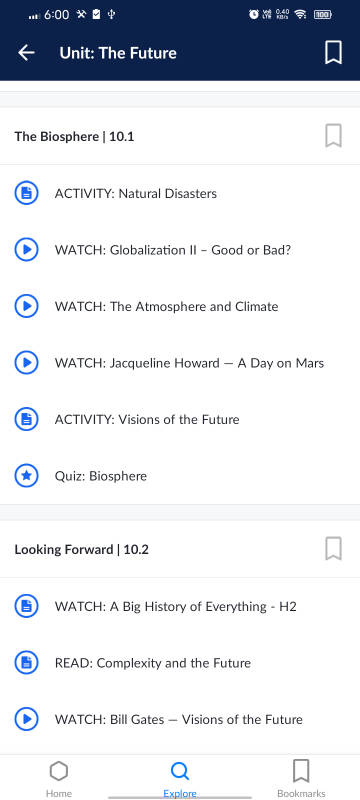 6:00
Vo
LTE
0.40
KB/s
100
Unit: The Future
The Biosphere | 10.1
ACTIVITY: Natural Disasters
WATCH: Globalization II – Good or Bad?
WATCH: The Atmosphere and Climate
WATCH: Jacqueline Howard — A Day on Mars
ACTIVITY: Visions of the Future
Quiz: Biosphere
Looking Forward | 10.2
WATCH: A Big History of Everything - H2
READ: Complexity and the Future
WATCH: Bill Gates — Visions of the Future
Home
Explore
Bookmarks